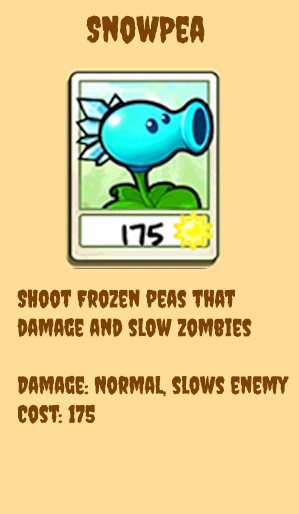 SNOWPEA
175
SHOOT FROZEN PEAS THAT
DAMAGE AND SLOW ZOMBIES
DAMAGE: NORMAL, SLOWS ENEMY
COST: 175